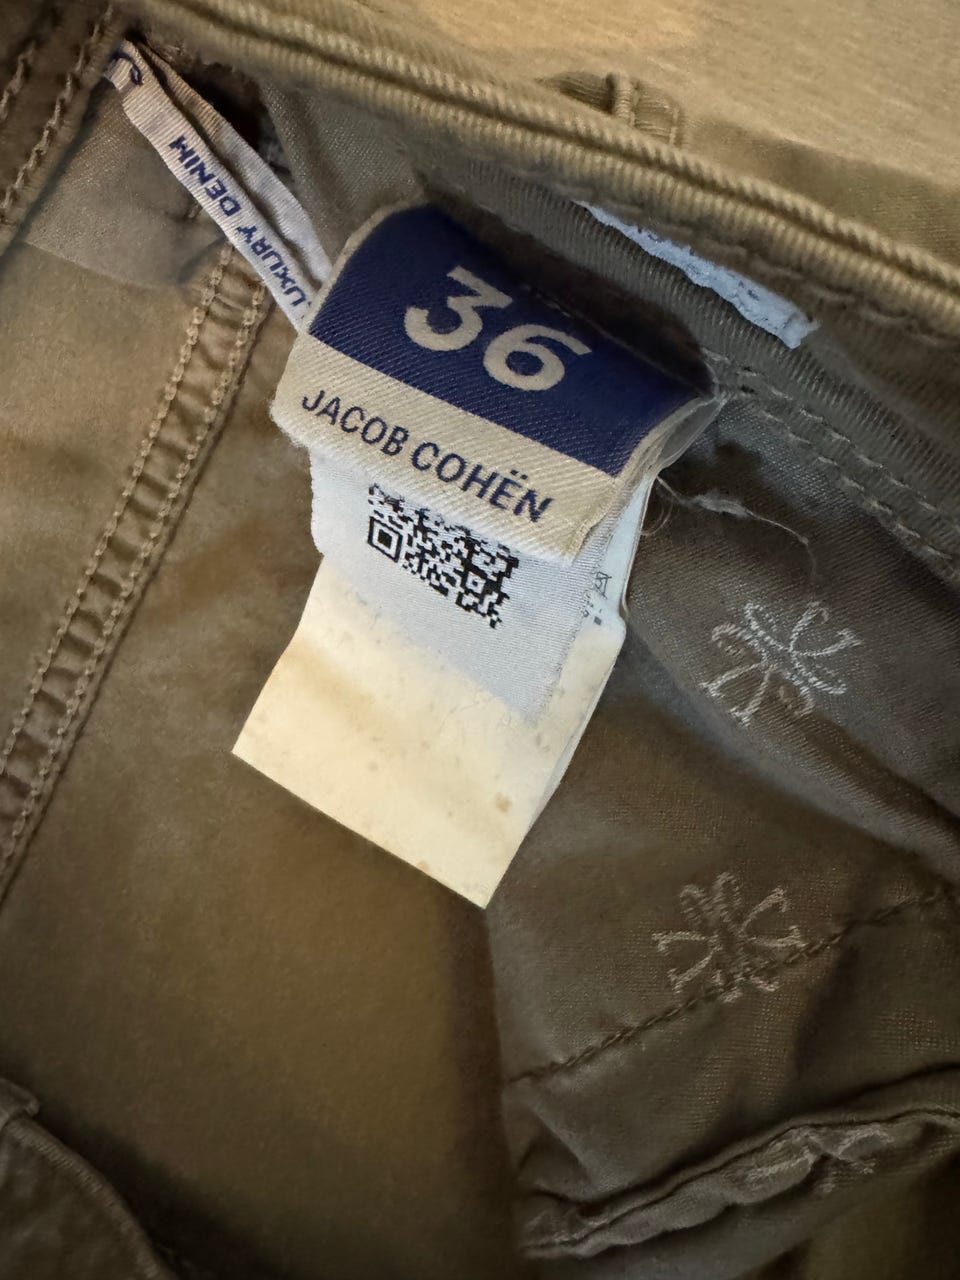 LUXURY DENIM
36
JACOB COHËN